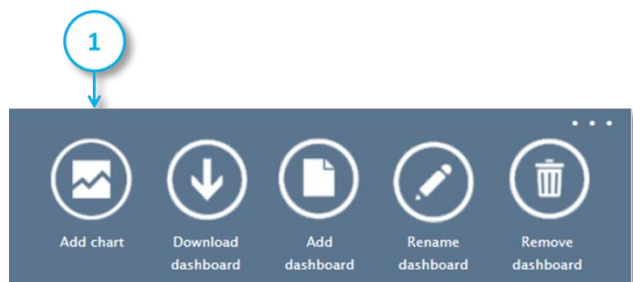 1
. . .
Add chart
Download
dashboard
Add
dashboard
Rename
dashboard
Remove
dashboard